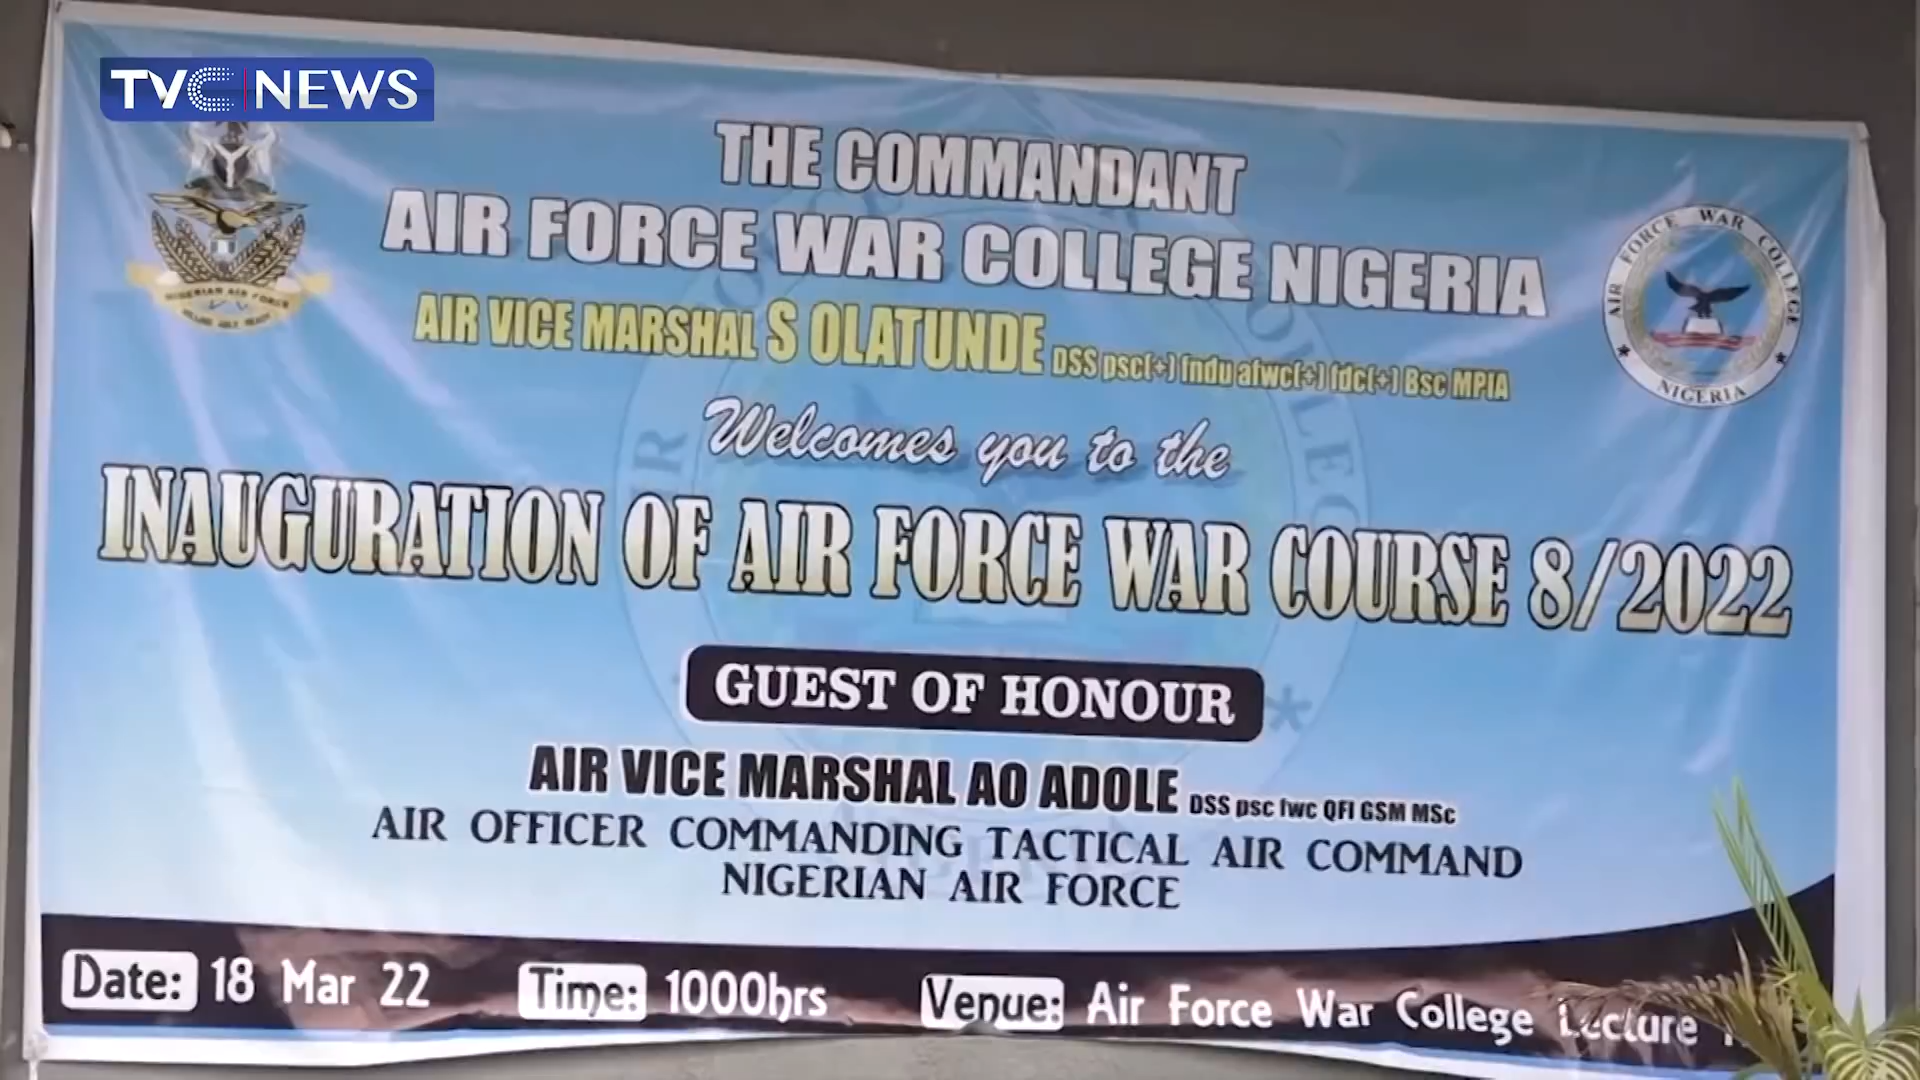 TVC NEWS
THE COMMANDANT
AIR FORCE WAR COLLEGE NIGERIA
AIR VICE MARSHAL S OLATUNDE DSS psc(+) fndu afwc(+) fdc(+) Bsc MPIA
Welcomes you to the
INAUGURATION OF AIR FORCE WAR COURSE 8/2022
GUEST OF HONOUR
AIR VICE MARSHAL AO ADOLE DSS psc fwc QFI GSM MSc
AIR OFFICER COMMANDING TACTICAL AIR COMMAND
NIGERIAN AIR FORCE
Date: 18 Mar 22 Time: 1000hrs Venue: Air Force War College Lecture
NIGERIAN AIR FORCE
AIR FORCE WAR COLLEGE
NIGERIA